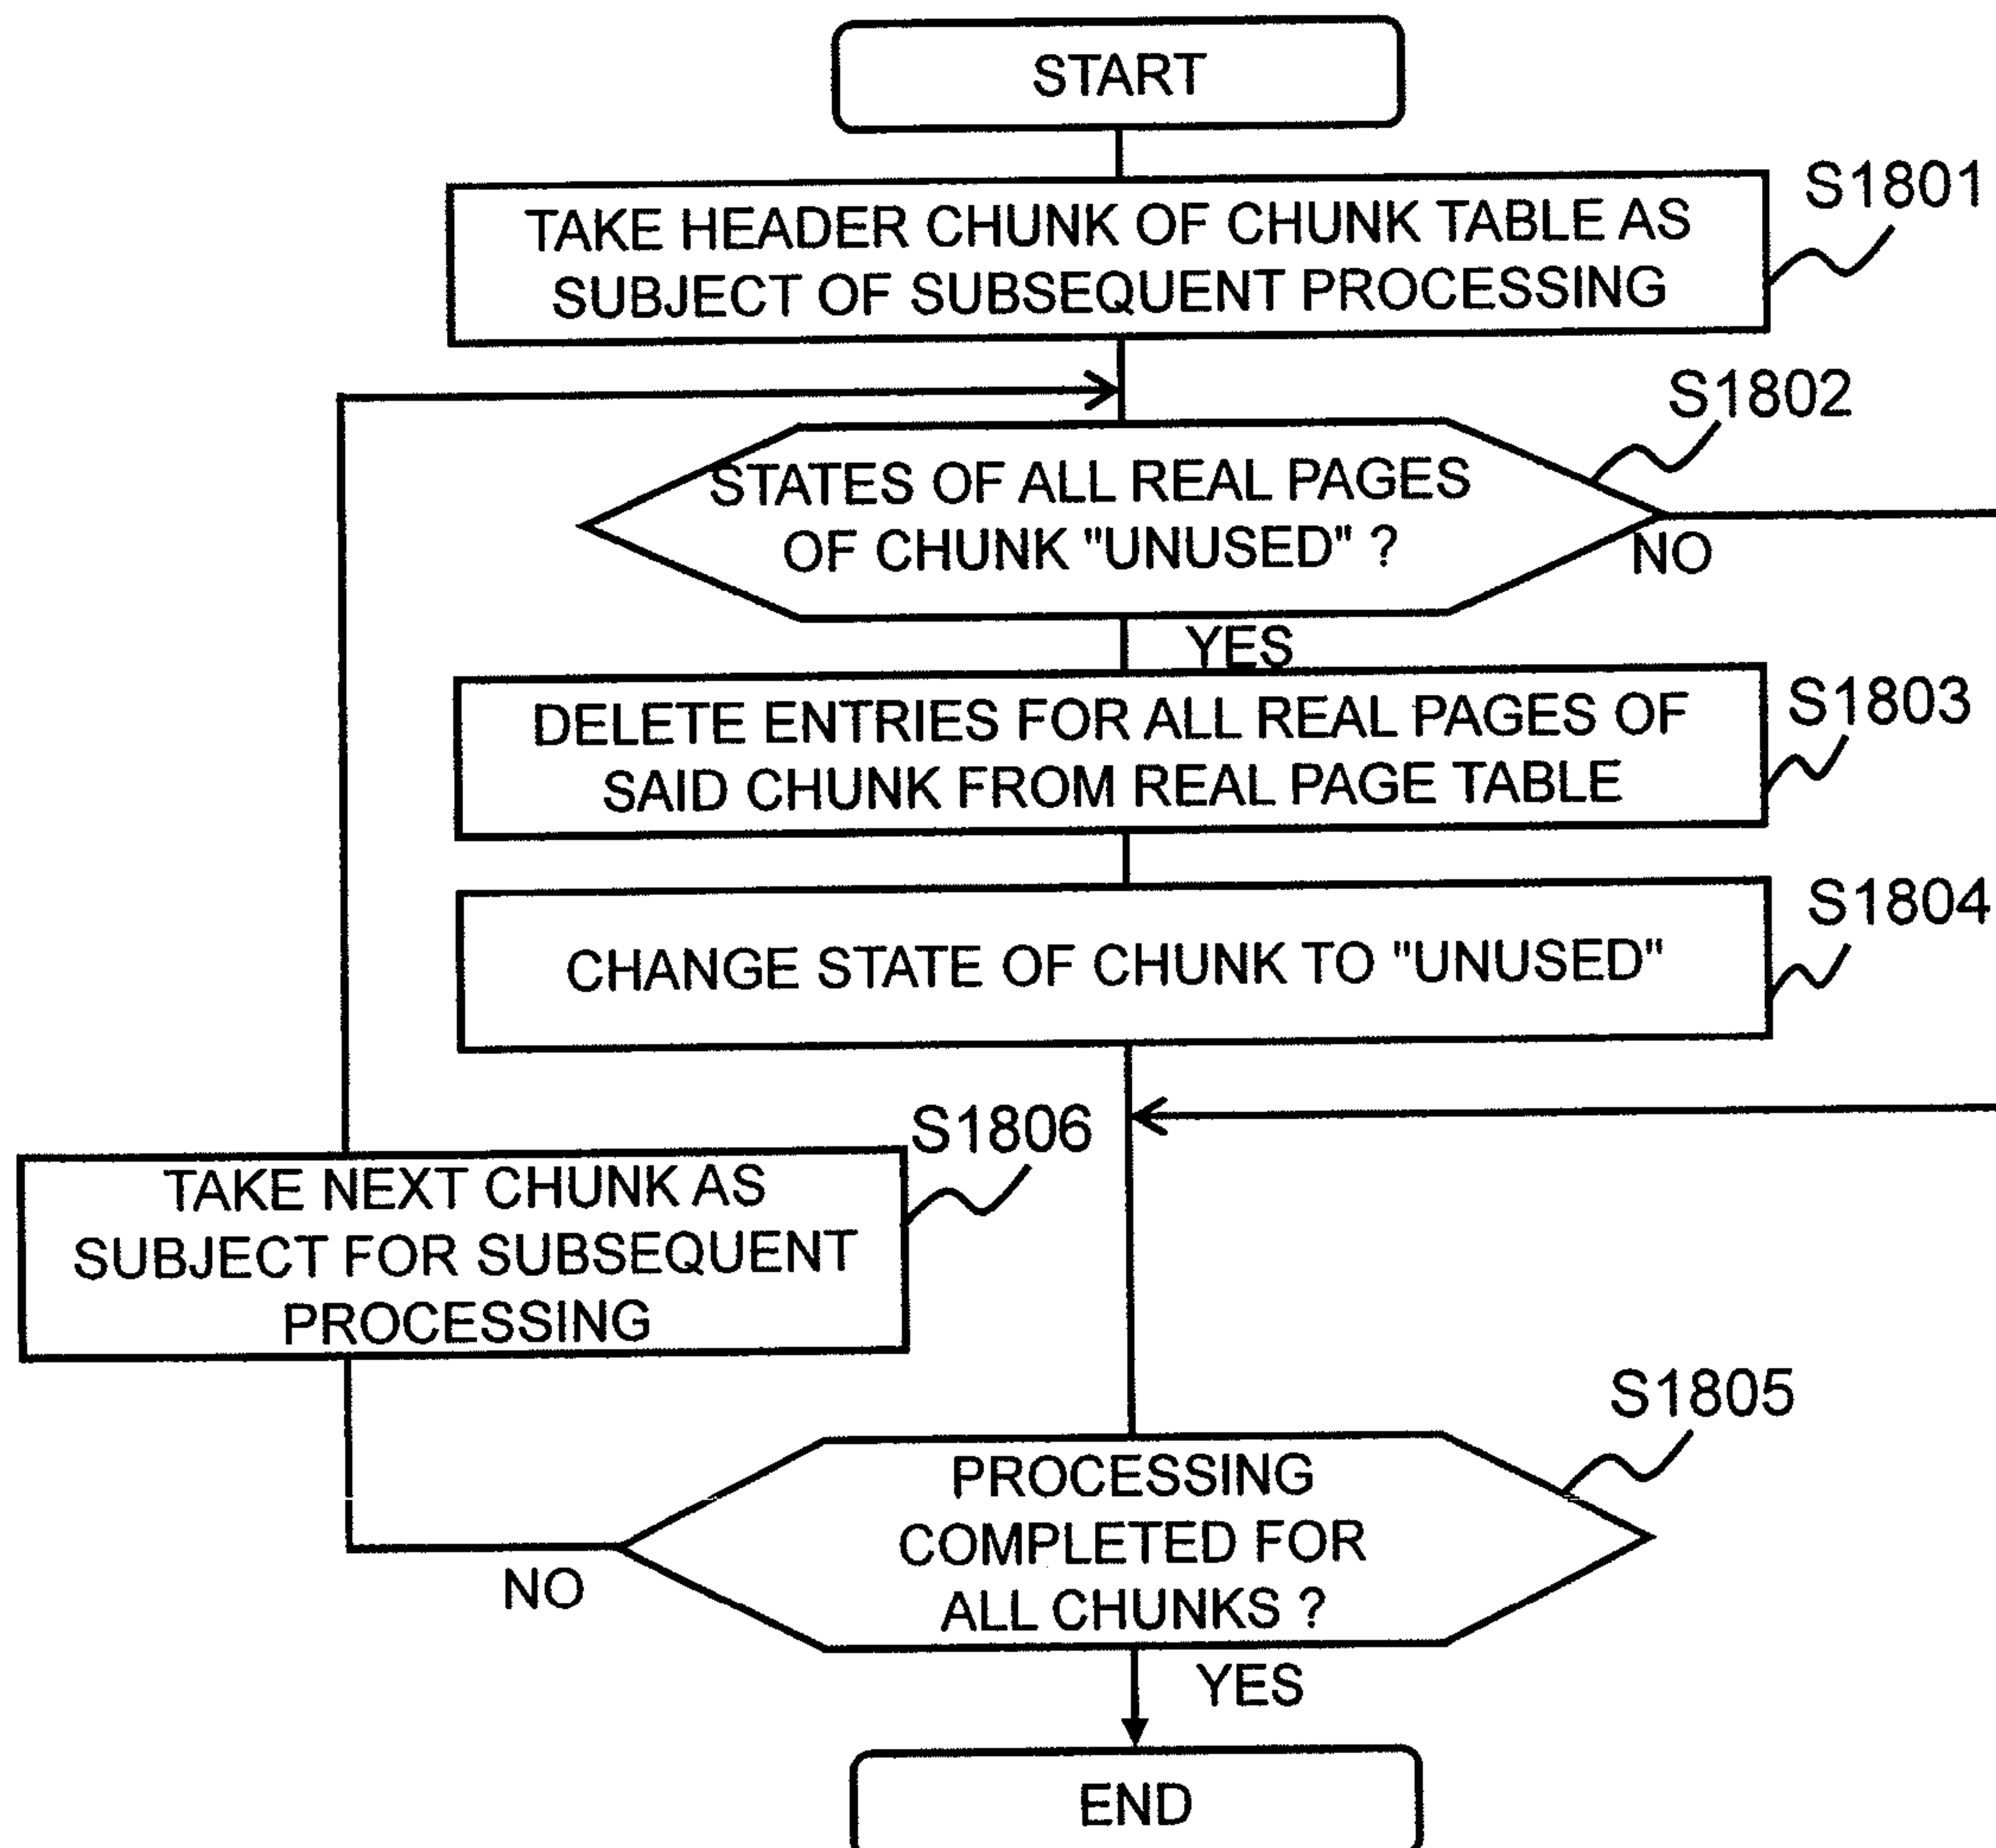 START
S1801
TAKE HEADER CHUNK OF CHUNK TABLE AS
SUBJECT OF SUBSEQUENT PROCESSING
S1802
STATES OF ALL REAL PAGES
OF CHUNK "UNUSED" ?
NO
YES
S1803
DELETE ENTRIES FOR ALL REAL PAGES OF
SAID CHUNK FROM REAL PAGE TABLE
S1804
CHANGE STATE OF CHUNK TO "UNUSED"
S1806
TAKE NEXT CHUNK AS
SUBJECT FOR SUBSEQUENT
PROCESSING
S1805
PROCESSING
COMPLETED FOR
ALL CHUNKS ?
NO
YES
END